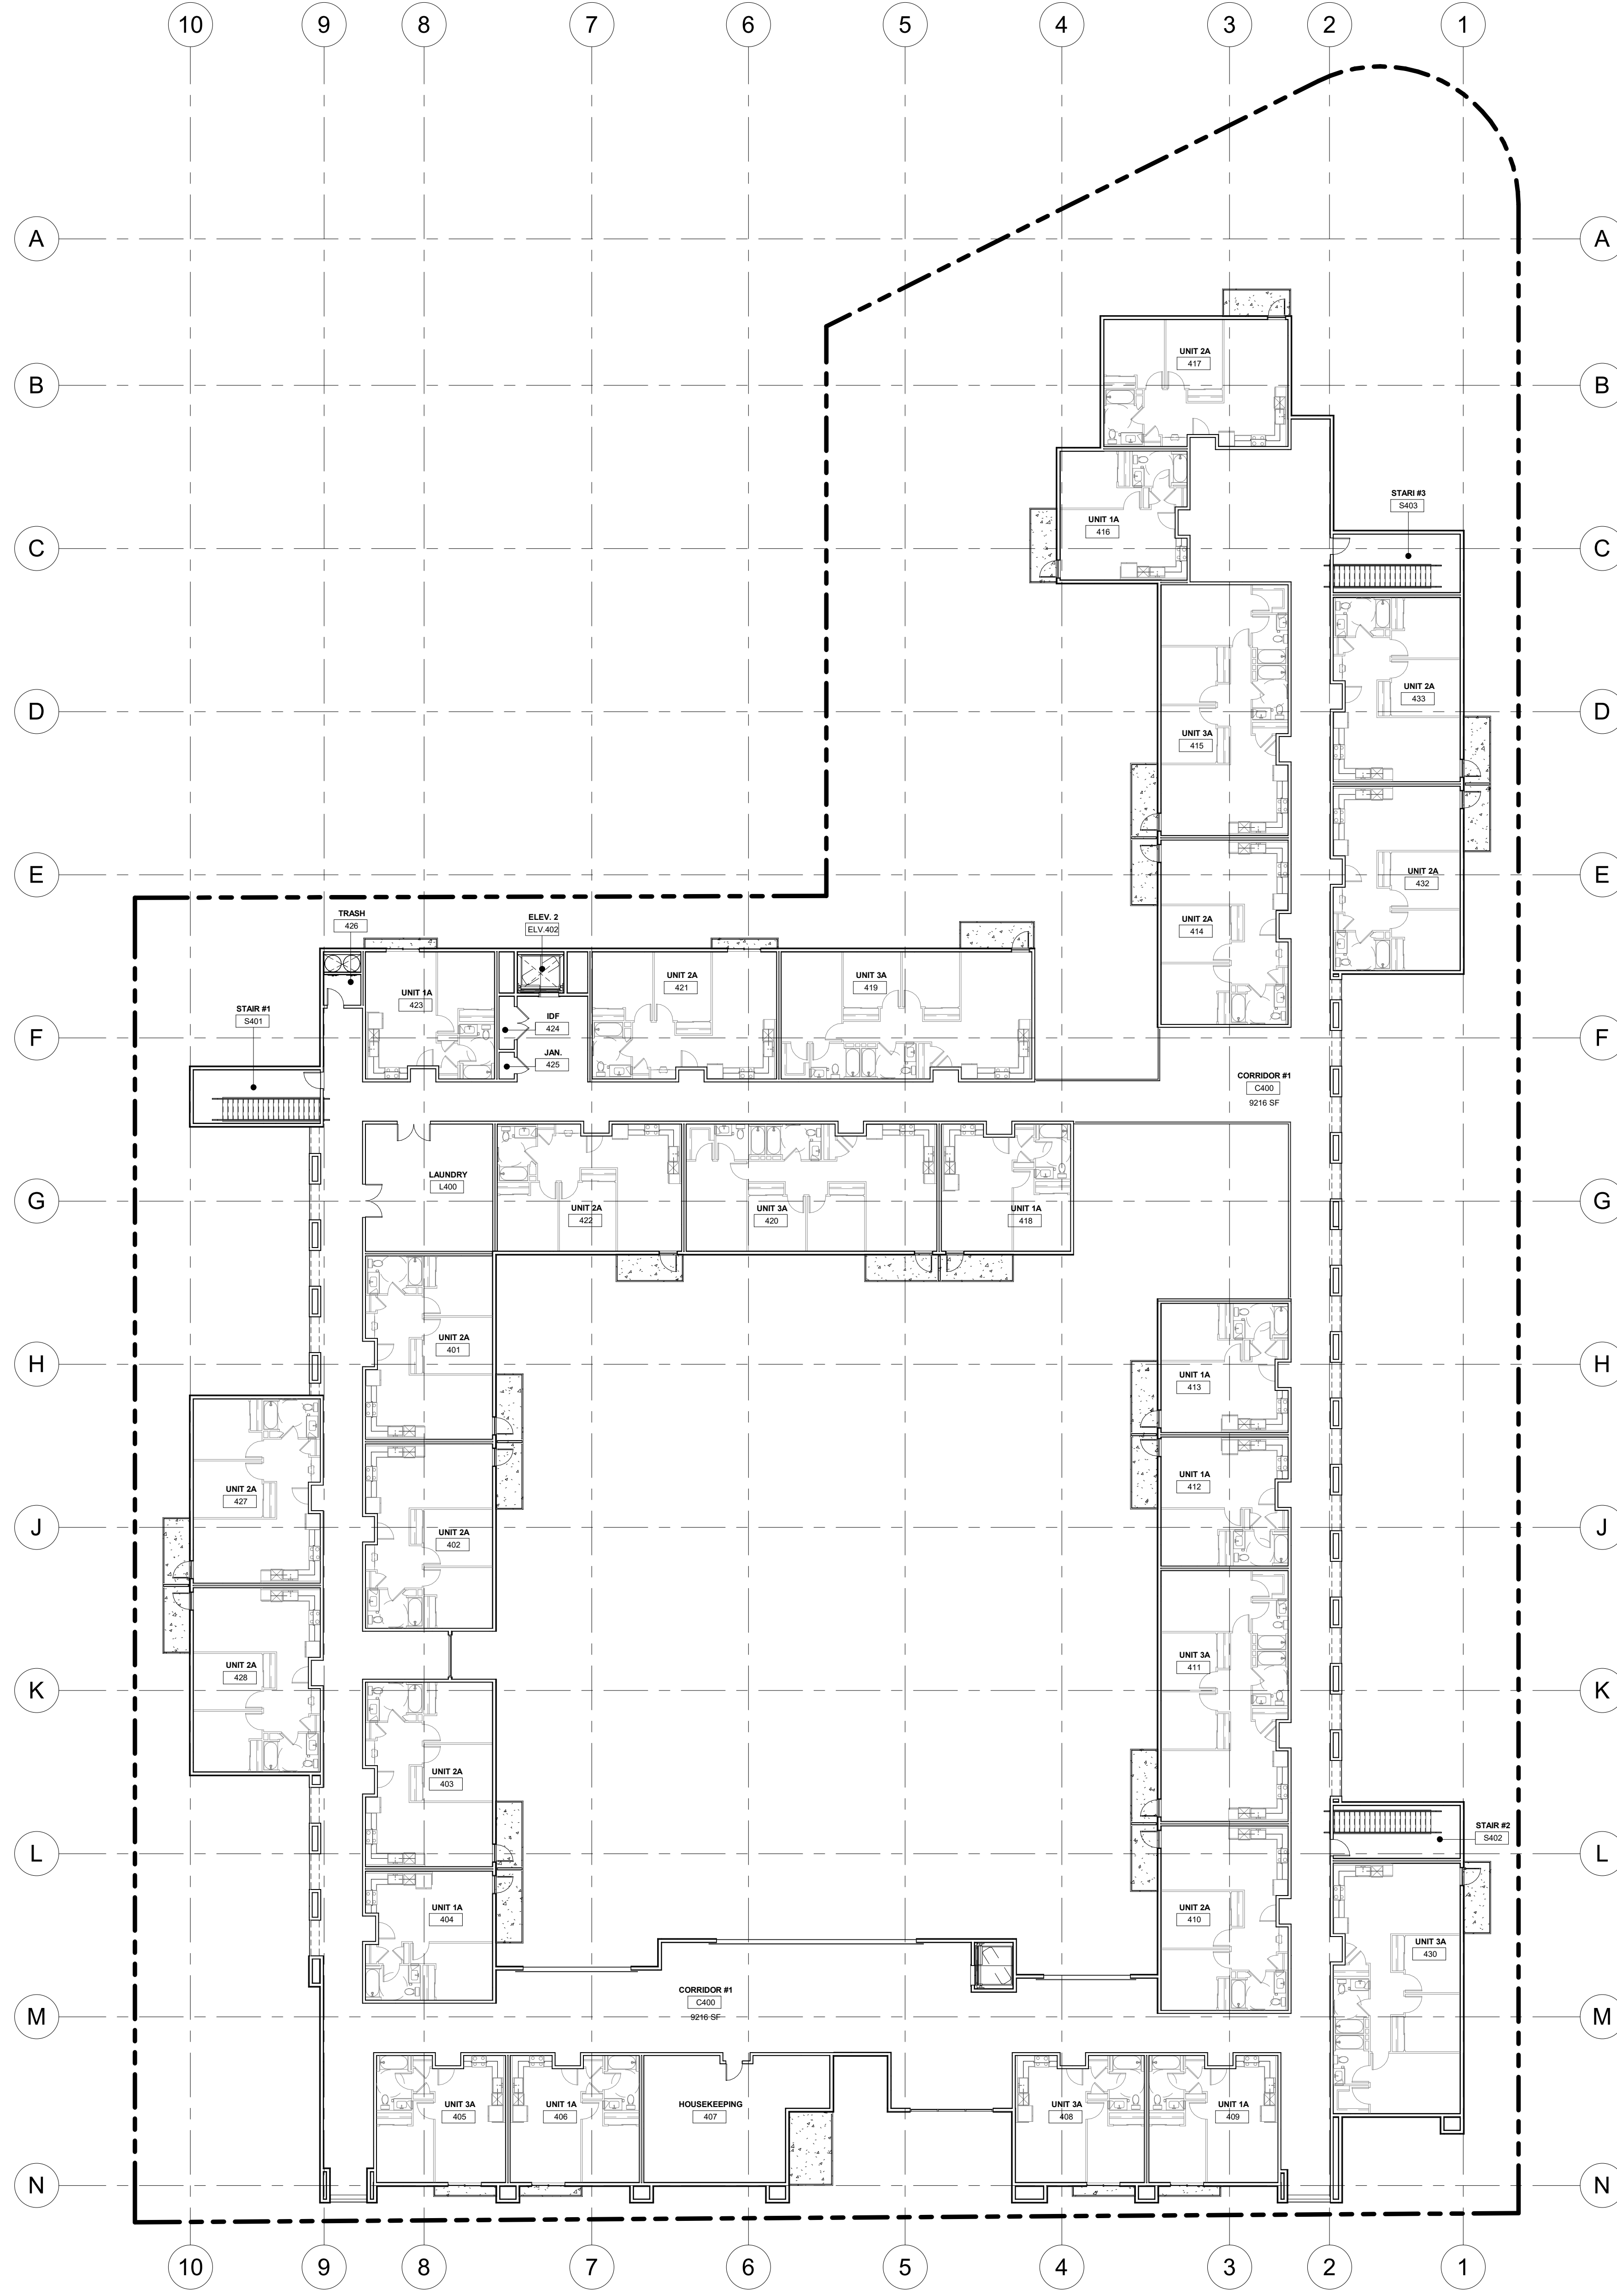 10 9 8 7 6 5 4 3 2 1
A A
UNIT 2A
417
B B
STARI #3
S403
UNIT 1A
416
C C
UNIT 2A
433
D D
UNIT 3A
415
E E
UNIT 2A
432
TRASH
426
ELEV. 2
ELV.402
UNIT 2A
414
UNIT 2A
421
UNIT 3A
419
UNIT 1A
423
STAIR #1
S401
IDF
424
F F
JAN.
425
CORRIDOR #1
C400
9216 SF
LAUNDRY
L400
G G
UNIT 2A
422
UNIT 3A
420
UNIT 1A
418
UNIT 2A
401
H H
UNIT 1A
413
UNIT 2A
427
UNIT 1A
412
J J
UNIT 2A
402
UNIT 2A
428
UNIT 3A
411
K K
UNIT 2A
403
STAIR #2
S402
L L
UNIT 1A
404
UNIT 2A
410
UNIT 3A
430
CORRIDOR #1
C400
9216 SF
M M
UNIT 3A
405
UNIT 1A
406
HOUSEKEEPING
407
UNIT 3A
408
UNIT 1A
409
N N
10 9 8 7 6 5 4 3 2 1